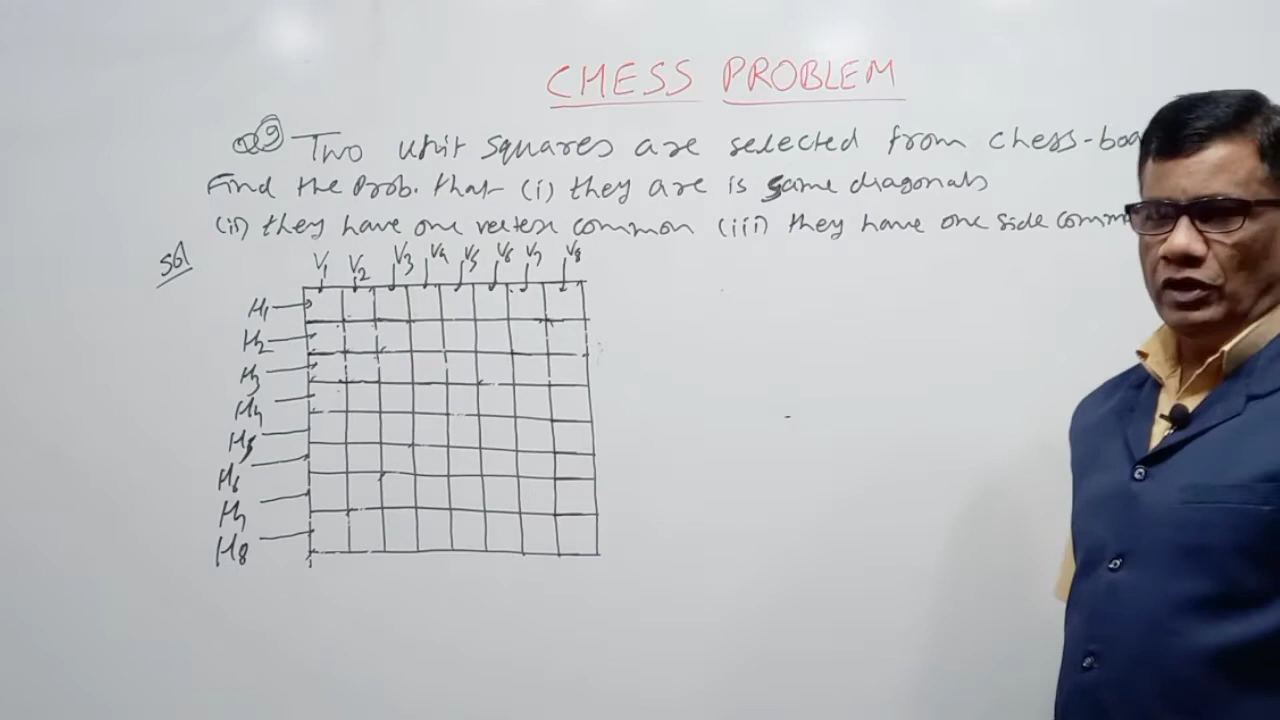 CHESS PROBLEM
Q9 Two unit squares are selected from chess-boa
Find the Prob. that (i) they are is same diagonals
(ii) they have one vertex common (iii) they have one side comm
Sol
V1 V2 V3 V4 V5 V6 V7 V8
H1
H2
H3
H4
H5
H6
H7
H8